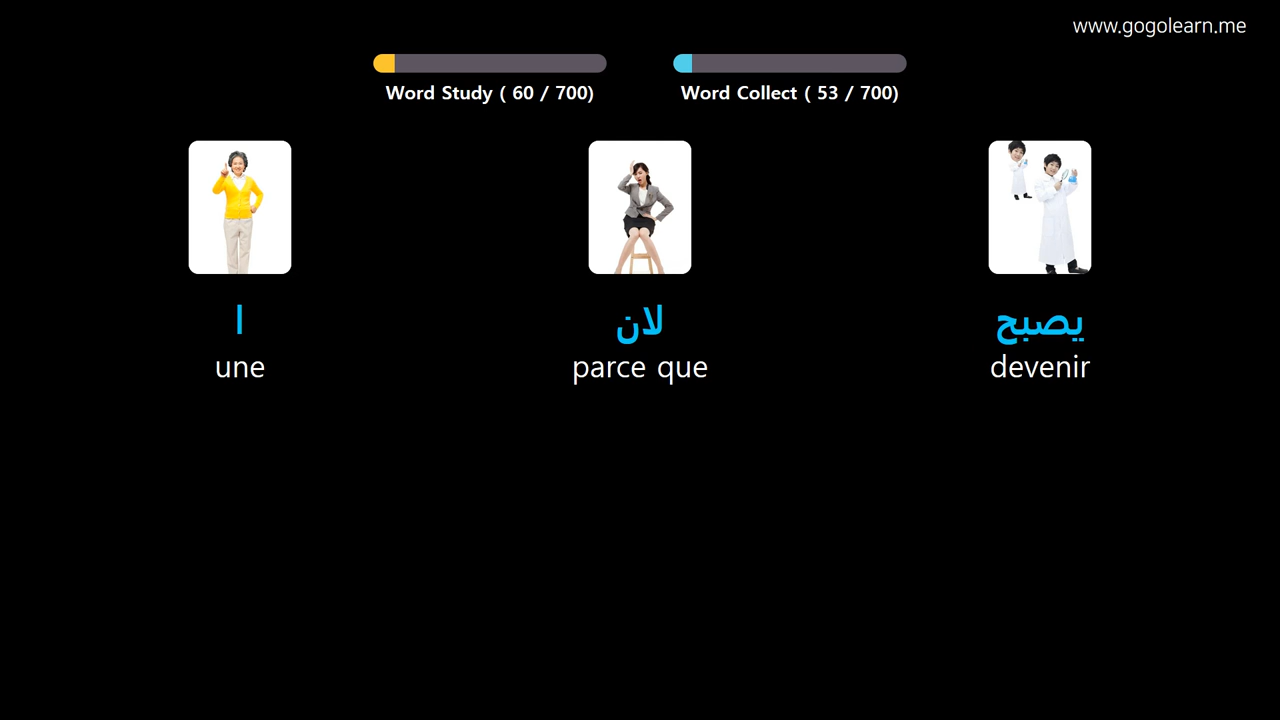 www.gogolearn.me
Word Study ( 60 / 700)
Word Collect ( 53 / 700)
ا
une
لان
parce que
يصبح
devenir